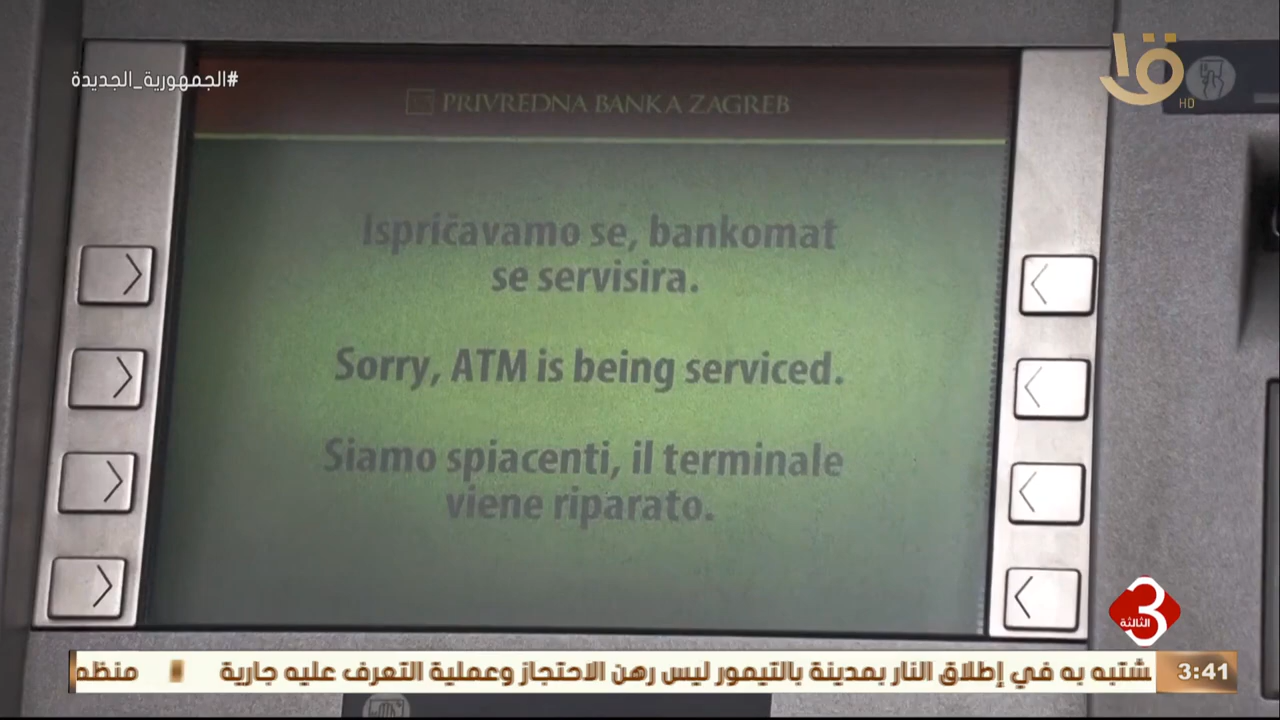 #الجمهورية_الجديدة
HD
PRIVREDNA BANKA ZAGREB
Ispričavamo se, bankomat
se servisira.
Sorry, ATM is being serviced.
Siamo spiacenti, il terminale
viene riparato.
3
الثالثة
3:41
شتبه به في إطلاق النار بمدينة بالتيمور ليس رهن الاحتجاز وعملية التعرف عليه جارية